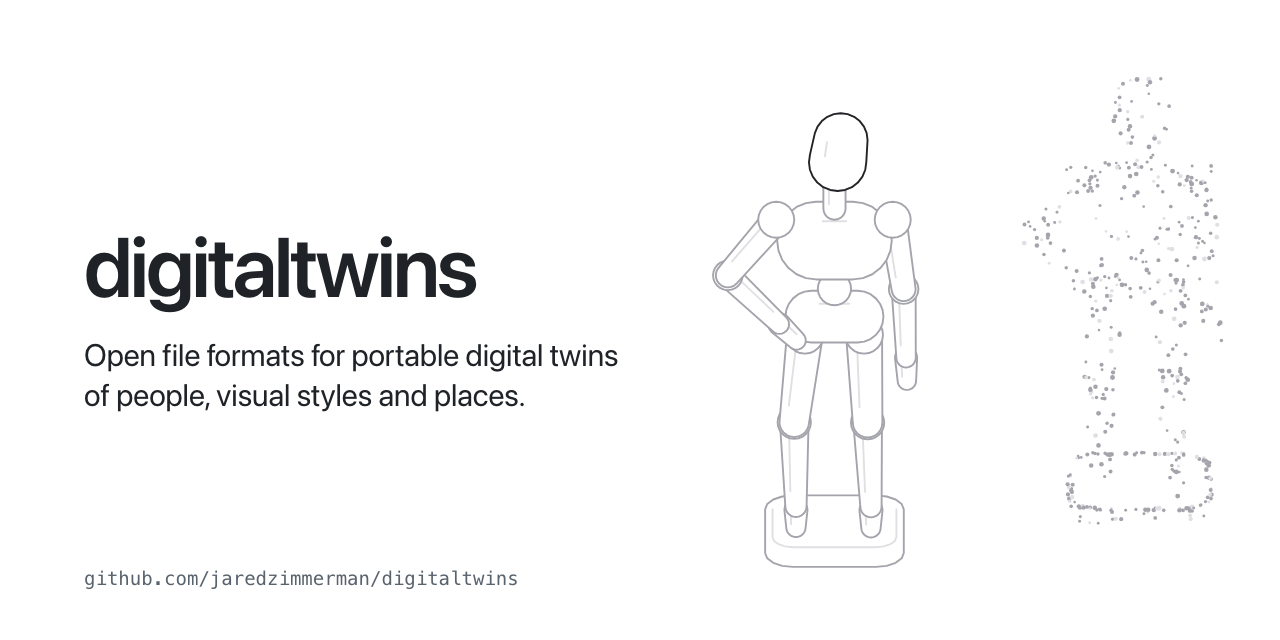 digitaltwins
Open file formats for portable digital twins
of people, visual styles and places.
github.com/jaredzimmerman/digitaltwins